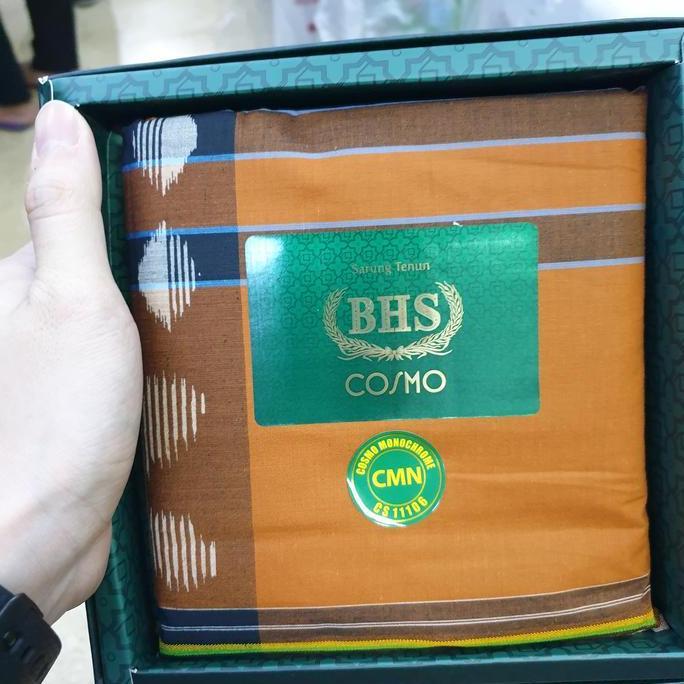 Sarung Tenun
BHS
COSMO
COSMO MONOCHROME
CMN
CS 11106